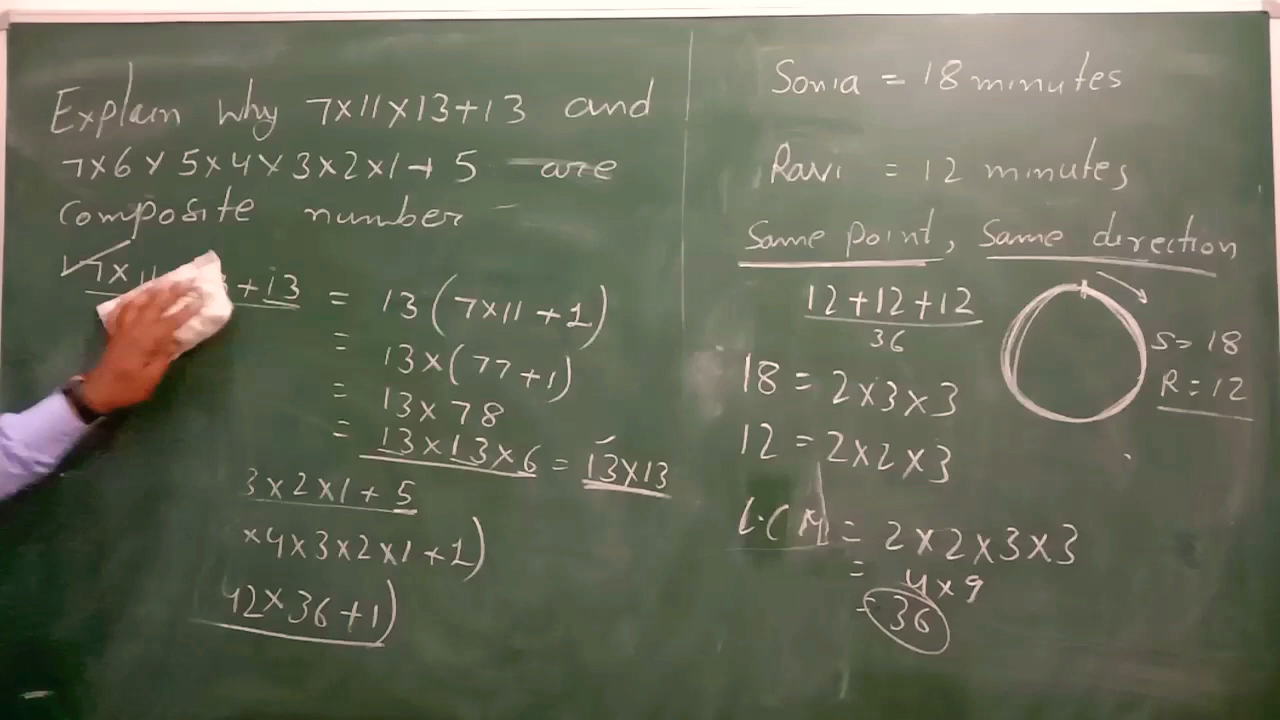 Explain why 7×11×13+13 and
7×6×5×4×3×2×1+5 are
composite number
7×11 +13 = 13(7×11+1)
= 13×(77+1)
= 13×78
= 13×13×6 = 13×13
3×2×1+5
×4×3×2×1+1)
42×36+1)
Sonia = 18 minutes
Ravi = 12 minutes
Same point, Same direction
12+12+12
36
S= 18
R= 12
18 = 2×3×3
12 = 2×2×3
L.C.M = 2×2×3×3
= 4×9
= 36